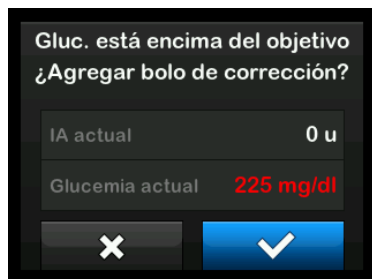 Gluc. está encima del objetivo
¿Agregar bolo de corrección?
IA actual 0 u
Glucemia actual 225 mg/dl